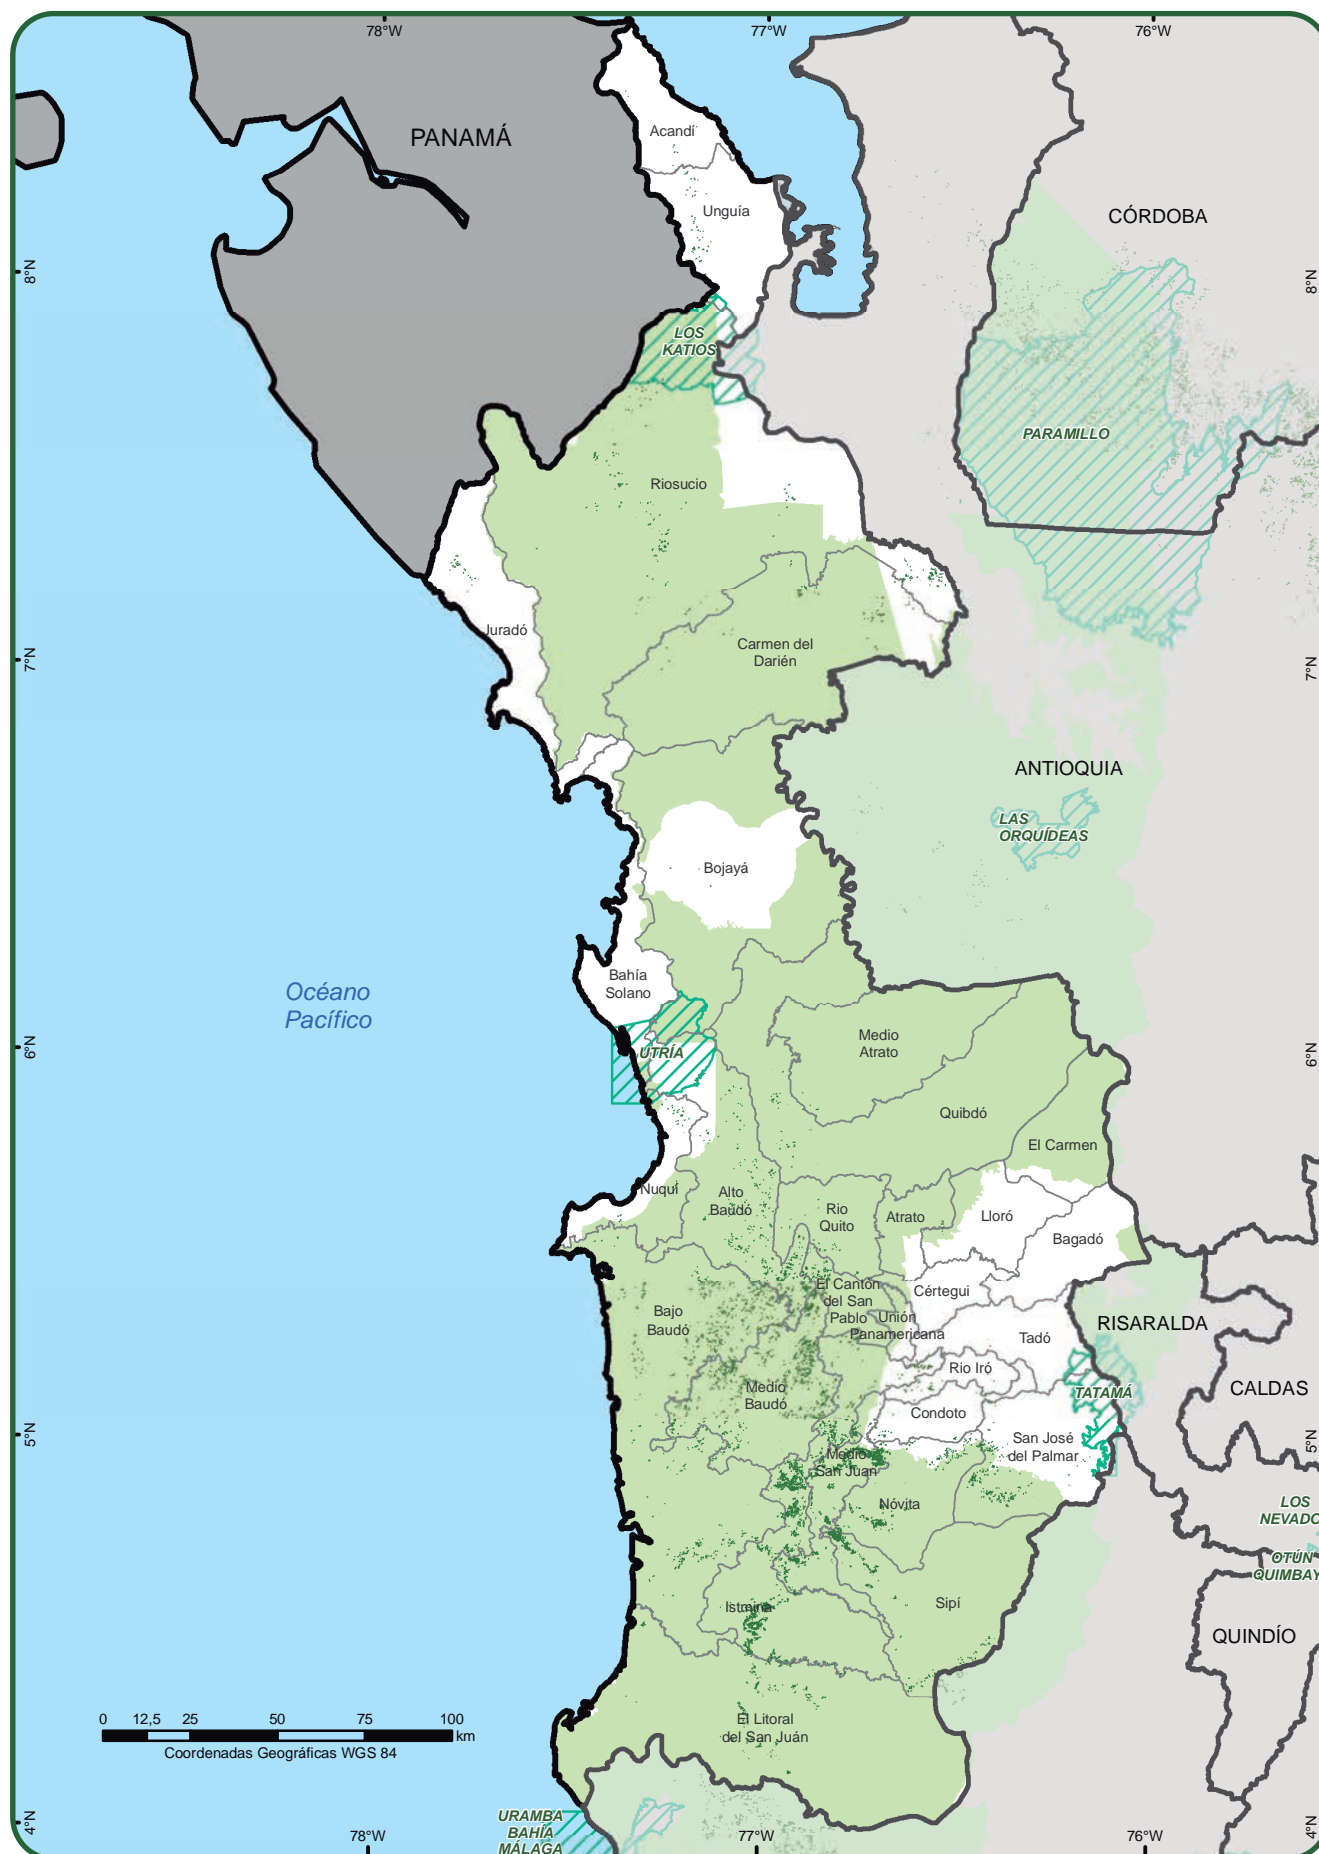 78°W
77°W
76°W
PANAMÁ
Acandí
Unguía
CÓRDOBA
8°N
8°N
LOS
KATIOS
PARAMILLO
Riosucio
Juradó
Carmen del
Darién
7°N
7°N
ANTIOQUIA
LAS
ORQUÍDEAS
Bojayá
Bahía
Solano
Océano
Pacífico
UTRÍA
Medio
Atrato
6°N
6°N
Quibdó
El Carmen
Nuquí
Alto
Baudó
Rio
Quito
Atrato
Lloró
Bagadó
El Cantón
del San
Pablo
Cértegui
Unión
Panamericana
Bajo
Baudó
Tadó
RISARALDA
Rio Iró
Medio
Baudó
TATAMÁ
CALDAS
Condoto
San José
del Palmar
5°N
5°N
Medio
San Juan
Nóvita
LOS
NEVADO
OTÚN
QUIMBAY
Istmina
Sipí
QUINDÍO
El Litoral
del San Juán
0 12,5 25 50 75 100
km
Coordenadas Geográficas WGS 84
URAMBA
BAHÍA
MÁLAGA
4°N
4°N
78°W
77°W
76°W